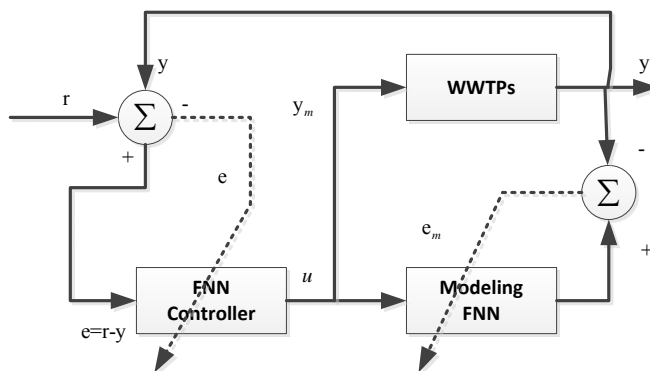 y
WWTPs
y
r
-
Σ
y_m
+
e
-
Σ
e_m
+
u
FNN
Controller
Modeling
FNN
e=r-y